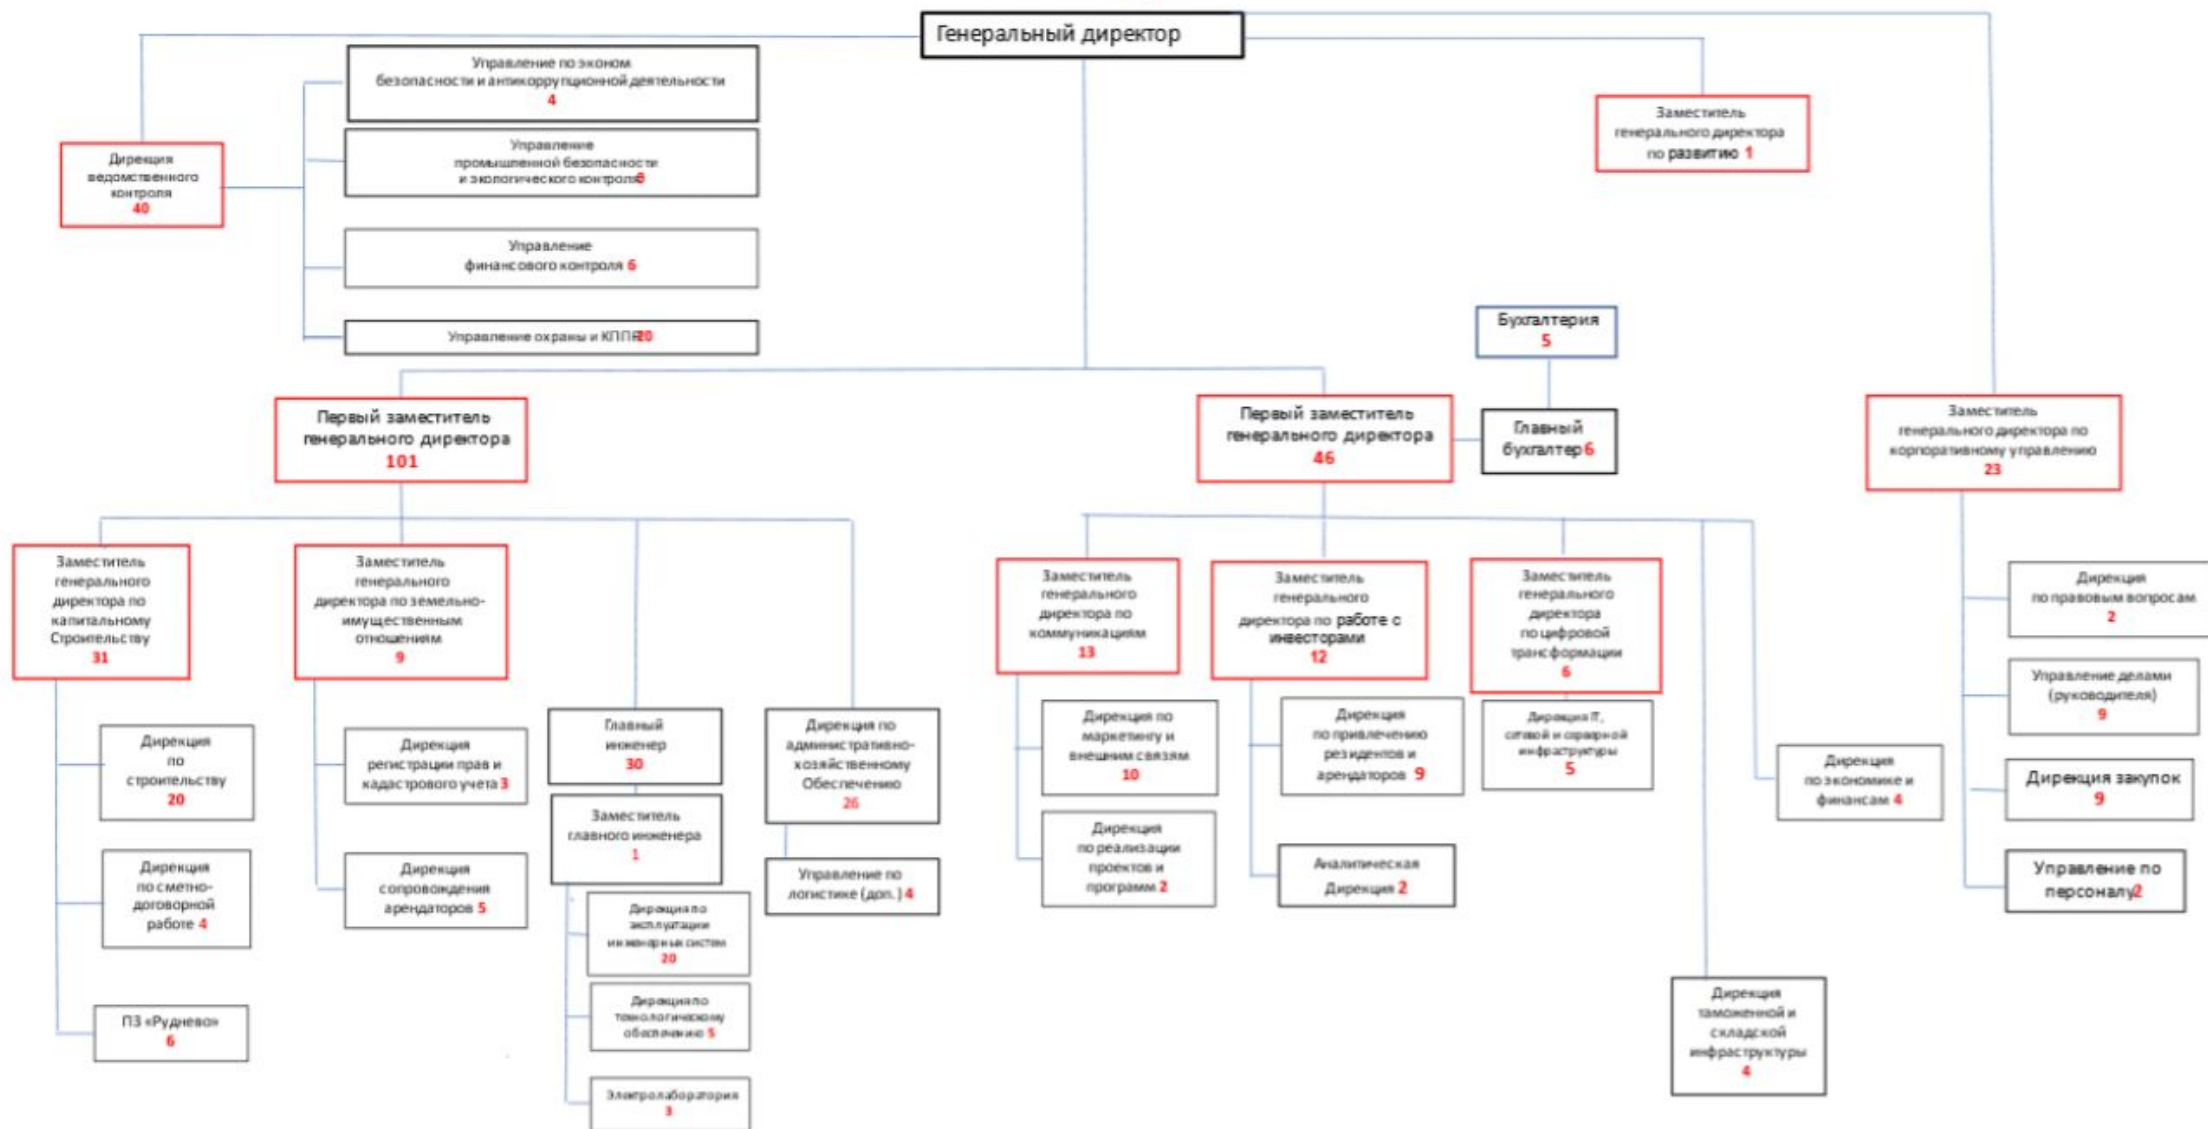 Генеральный директор
Управление по эконом
безопасности и антикоррупционной деятельности
4
Управление
промышленной безопасности
и экологического контроля
Управление
финансового контроля 6
Управление охраны и КППР20
Дирекция
ведомственного
контроля
40
Заместитель
генерального директора
по развитию 1
Бухгалтерия
5
Главный
бухгалтер6
Первый заместитель
генерального директора
101
Первый заместитель
генерального директора
46
Заместитель
генерального директора по
корпоративному управлению
23
Заместитель
генерального
директора по
капитальному
Строительству
31
Заместитель
генерального
директора по земельно-
имущественным
отношениям
9
Заместитель
генерального
директора по
коммуникациям
13
Заместитель
генерального
директора по работе с
инвесторами
12
Заместитель
генерального
директора
по цифровой
трансформации
6
Дирекция
по
строительству
20
Дирекция
по сметно-
договорной
работе 4
ПЗ «Руднево»
6
Дирекция
регистрации прав и
кадастрового учета 3
Дирекция
сопровождения
арендаторов 5
Главный
инженер
30
Заместитель
главного инженера
1
Дирекция по
эксплуатации
инженерных систем
20
Дирекция по
технологическому
обеспечению 5
Электролаборатория
3
Дирекция по
административно-
хозяйственному
Обеспечению
26
Управление по
логистике (доп.) 4
Дирекция по
маркетингу и
внешним связям
10
Дирекция
по реализации
проектов и
программ 2
Дирекция
по привлечению
резидентов и
арендаторов 9
Аналитическая
Дирекция 2
Дирекция IT,
сетевой и серверной
инфраструктуры
5
Дирекция
по экономике и
финансам 4
Дирекция
таможенной и
складской
инфраструктуры
4
Дирекция
по правовым вопросам
2
Управление делами
(руководителя)
9
Дирекция закупок
9
Управление по
персоналу2